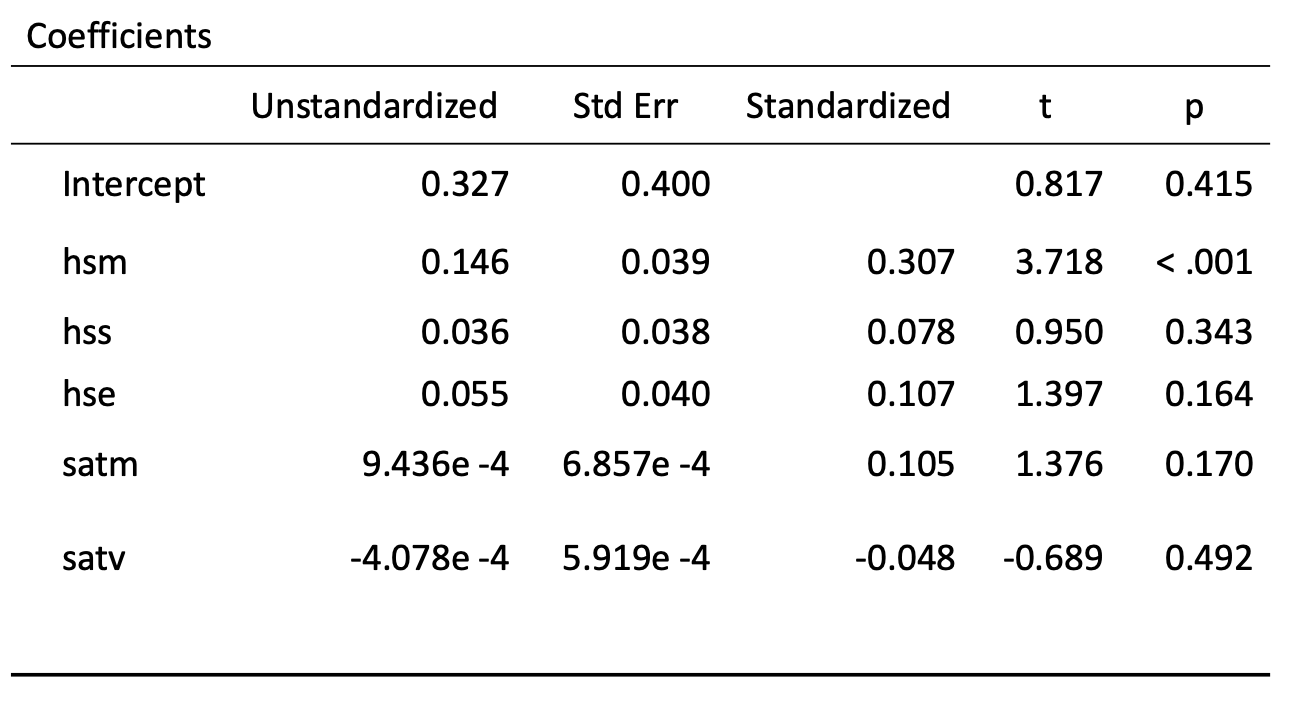 Coefficients
Unstandardized Std Err Standardized t p
Intercept 0.327 0.400 0.817 0.415
hsm 0.146 0.039 0.307 3.718 < .001
hss 0.036 0.038 0.078 0.950 0.343
hse 0.055 0.040 0.107 1.397 0.164
satm 9.436e -4 6.857e -4 0.105 1.376 0.170
satv -4.078e -4 5.919e -4 -0.048 -0.689 0.492